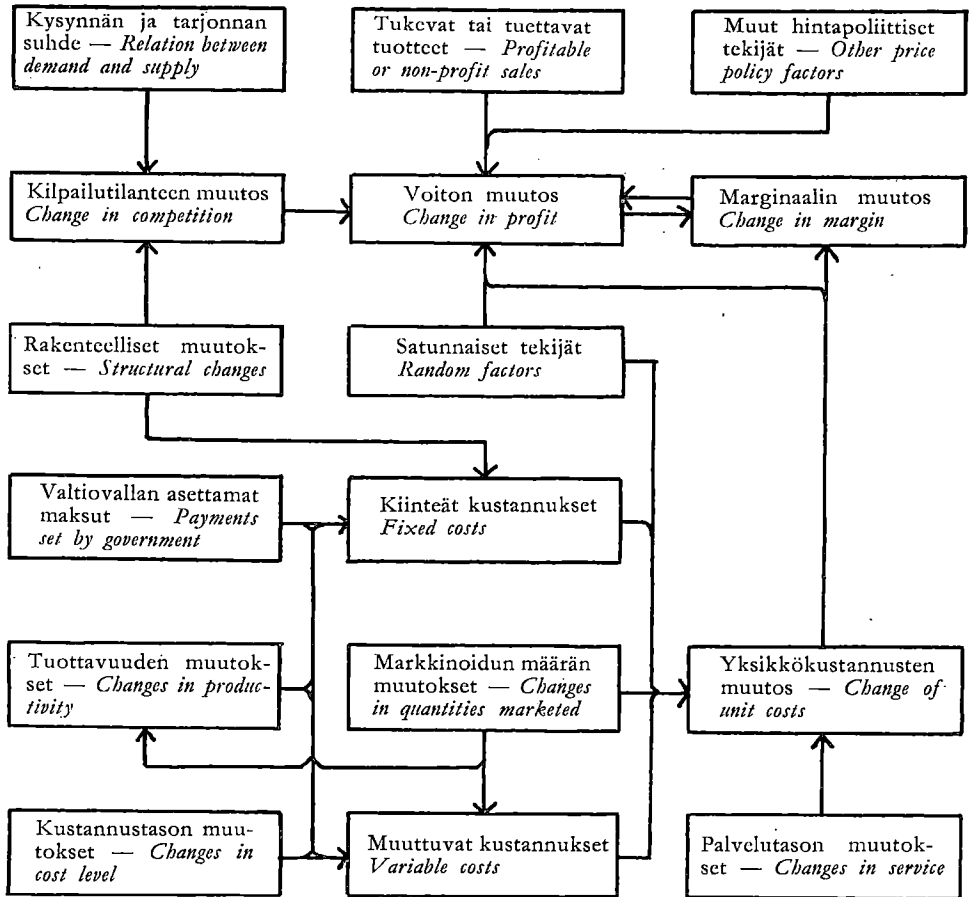 Kysynnän ja tarjonnan
suhde — Relation between
demand and supply
Tukevat tai tuettavat
tuotteet — Profitable
or non-profit sales
Muut hintapoliittiset
tekijät — Other price
policy factors
Kilpailutilanteen muutos
Change in competition
Voiton muutos
Change in profit
Marginaalin muutos
Change in margin
Rakenteelliset muutok-
set — Structural changes
Satunnaiset tekijät
Random factors
Valtiovallan asettamat
maksut — Payments
set by government
Kiinteät kustannukset
Fixed costs
Tuottavuuden muutok-
set — Changes in produc-
tivity
Markkinoidun määrän
muutokset — Changes
in quantities marketed
Yksikkökustannusten
muutos — Change of
unit costs
Kustannustason muu-
tokset — Changes in
cost level
Muuttuvat kustannukset
Variable costs
Palvelutason muutok-
set — Changes in service